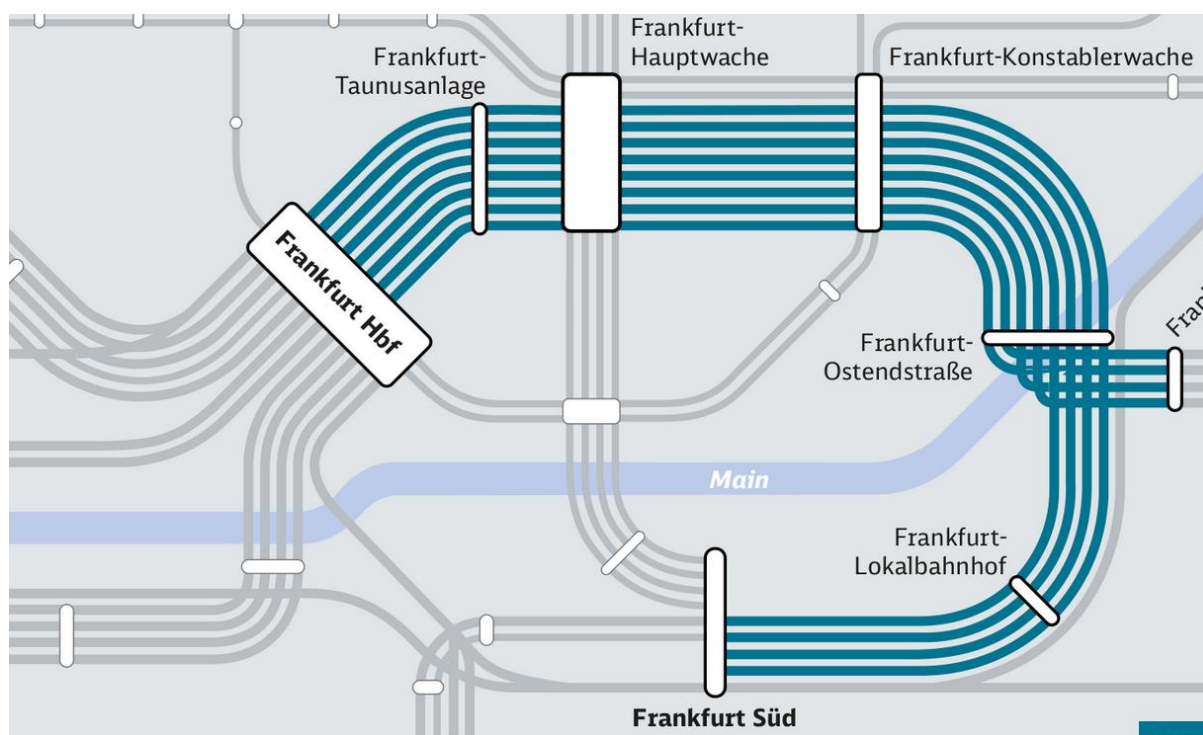 Frankfurt-
Hauptwache
Frankfurt-
Taunusanlage
Frankfurt-Konstablerwache
Frankfurt Hbf
Frankfurt-
Ostendstraße
Main
Frankfurt-
Lokalbahnhof
Frankfurt Süd